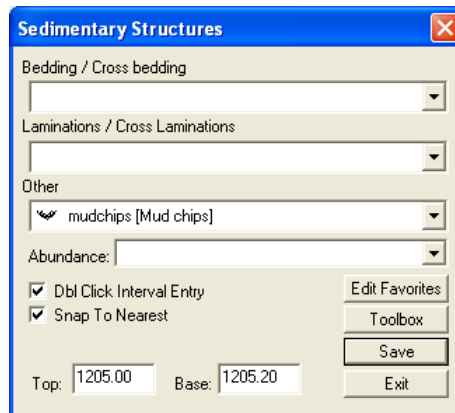 Sedimentary Structures
Bedding / Cross bedding
Laminations / Cross Laminations
Other
mudchips [Mud chips]
Abundance:
Dbl Click Interval Entry
Edit Favorites
Snap To Nearest
Toolbox
Save
Top: 1205.00 Base: 1205.20 Exit